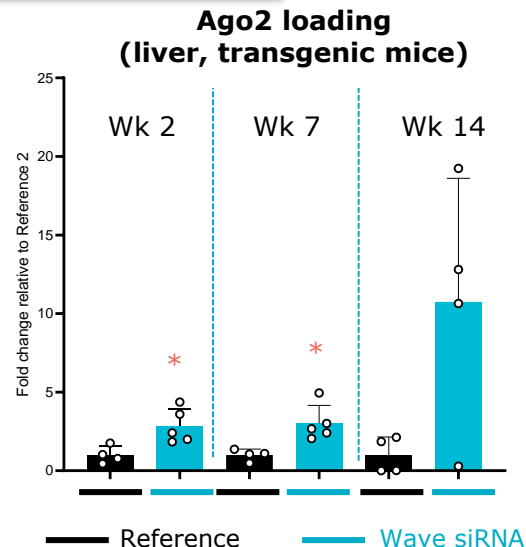 Ago2 loading
(liver, transgenic mice)
Fold change relative to Reference 2
25
20
15
10
5
0
Wk 2
Wk 7
Wk 14
*
*
Reference
Wave siRNA